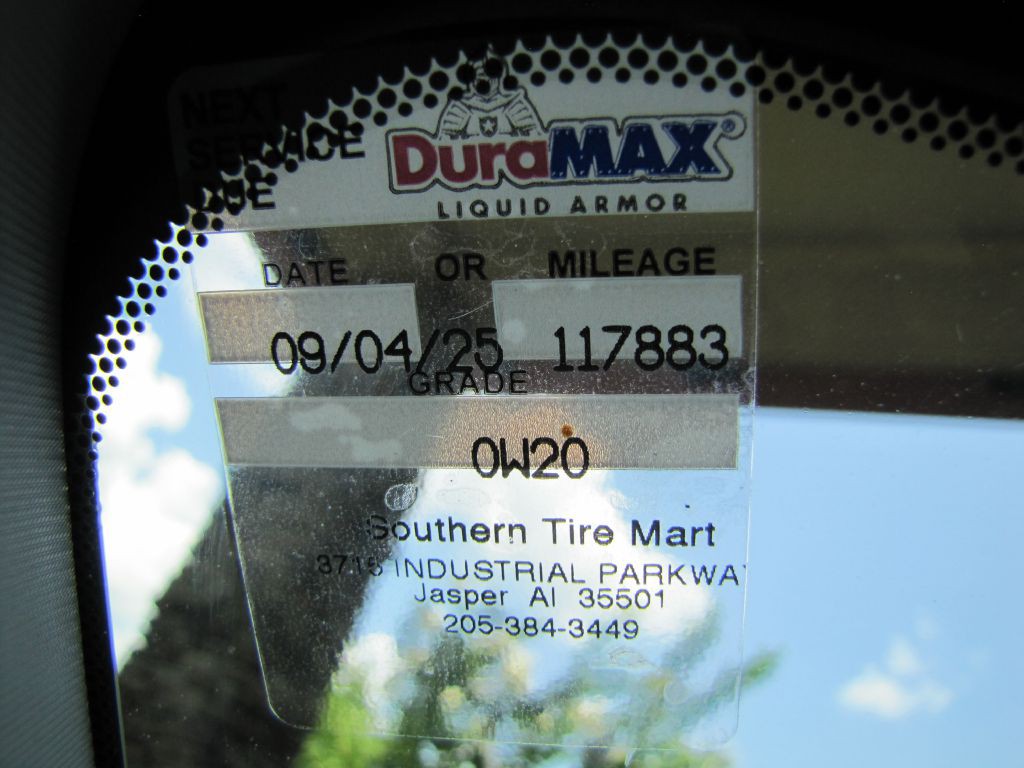 NEXT
SERVICE
DUE
DURAMAX®
LIQUID ARMOR
DATE OR MILEAGE
09/04/25 117883
GRADE
0W20
Southern Tire Mart
3715 INDUSTRIAL PARKWA
Jasper Al 35501
205-384-3449